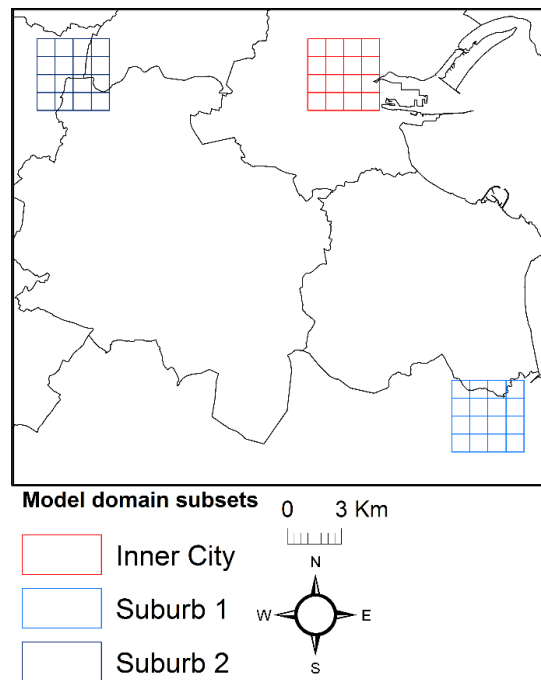 Model domain subsets
0 3 Km
Inner City
Suburb 1
Suburb 2
N
W E
S